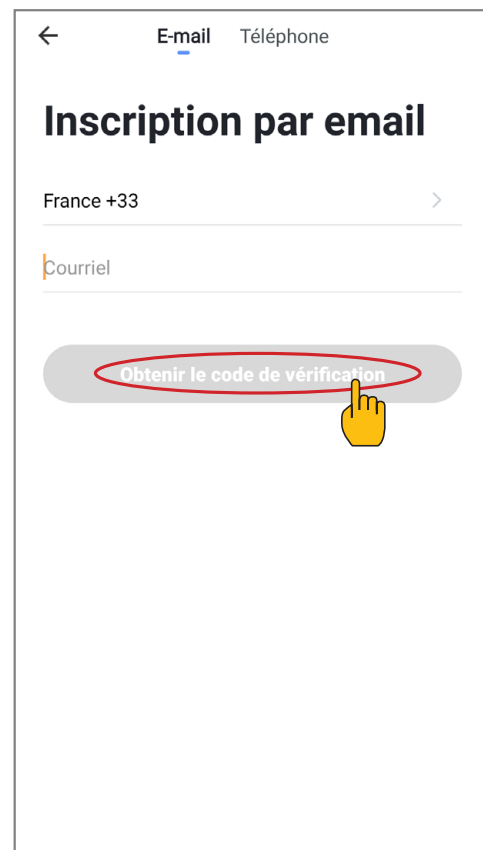 E-mail Téléphone
Inscription par email
France +33
Courriel
Obtenir le code de vérification